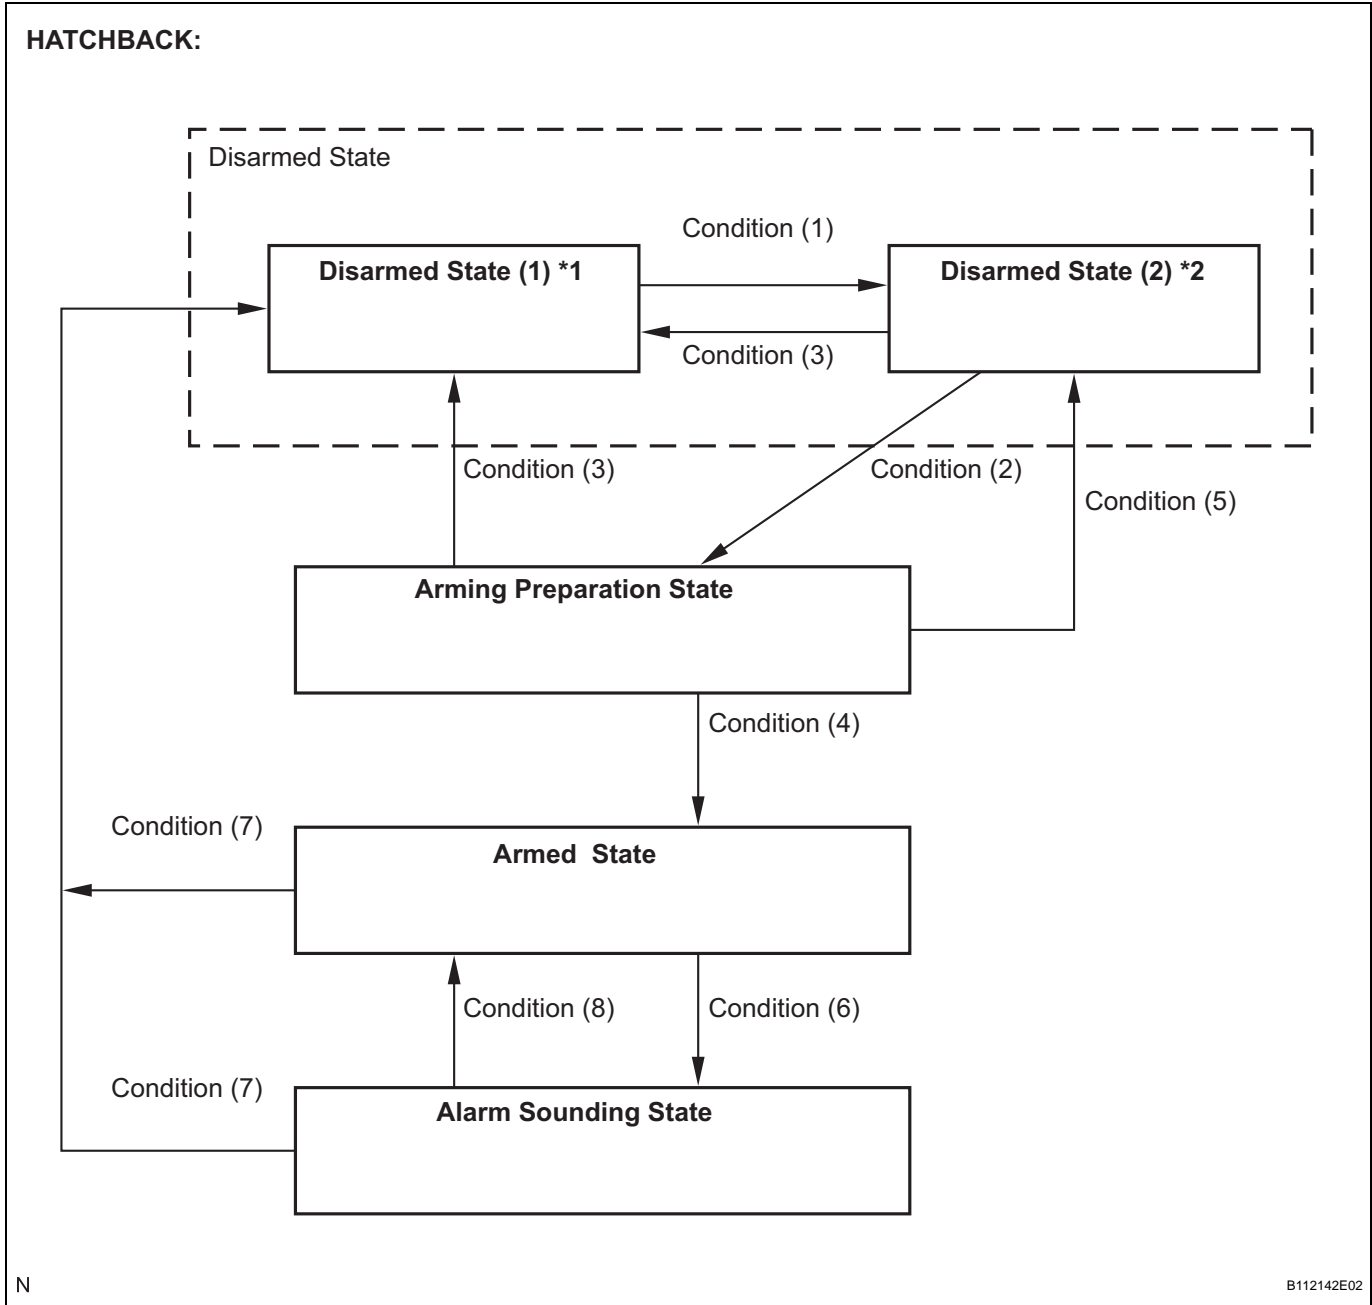 HATCHBACK:
Disarmed State
Condition (1)
Disarmed State (1) *1
Disarmed State (2) *2
Condition (3)
Condition (3)
Condition (2)
Condition (5)
Arming Preparation State
Condition (4)
Condition (7)
Armed  State
Condition (8)
Condition (6)
Condition (7)
Alarm Sounding State
N
B112142E02